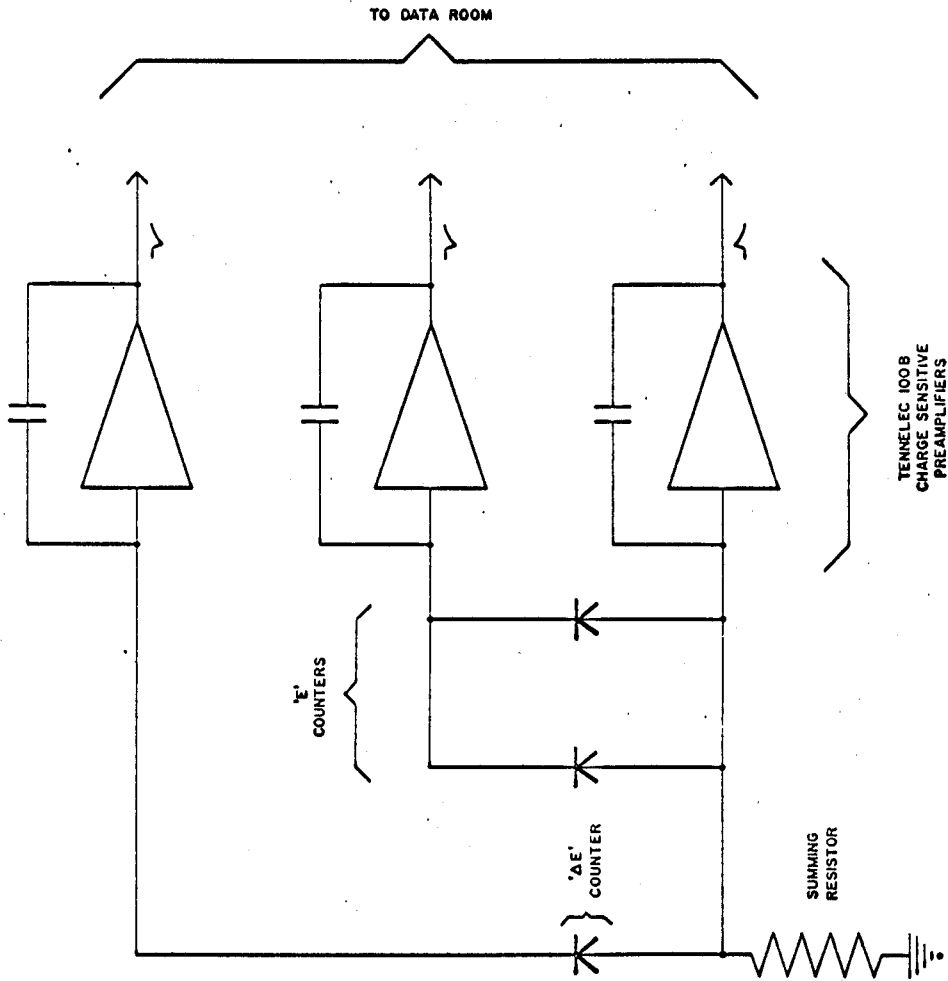 TO DATA ROOM
TENNELEC 100B
CHARGE SENSITIVE
PREAMPLIFIERS
'E'
COUNTERS
'ΔE'
COUNTER
SUMMING
RESISTOR